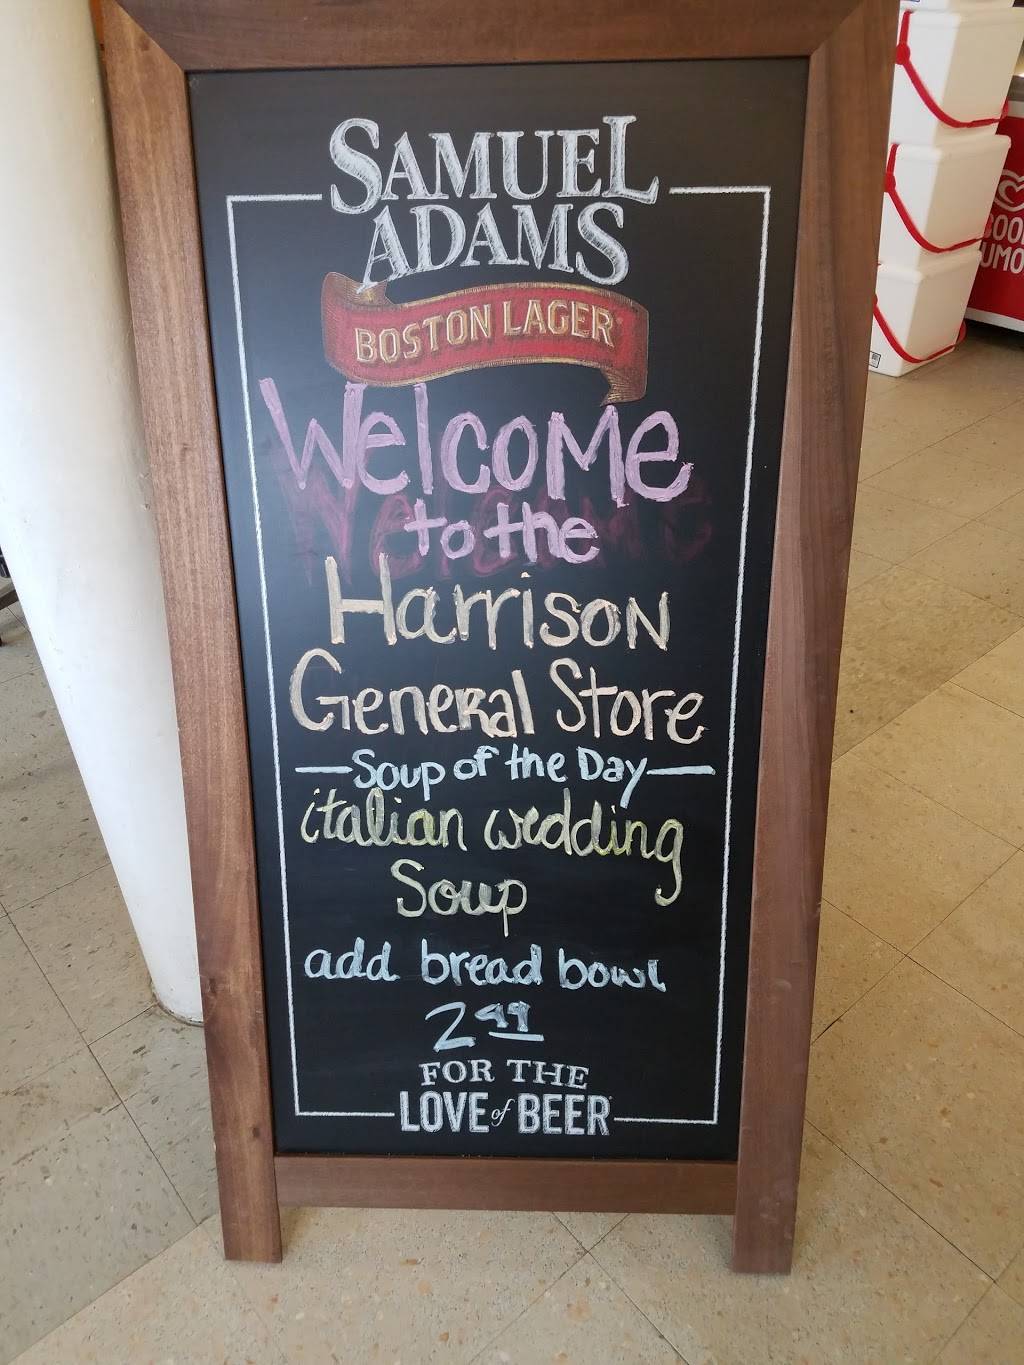 SAMUEL
ADAMS
BOSTON LAGER
Welcome
to the
Harrison
General Store
Soup of the Day
italian wedding
Soup
add bread bowl
2 99
FOR THE
LOVE of BEER